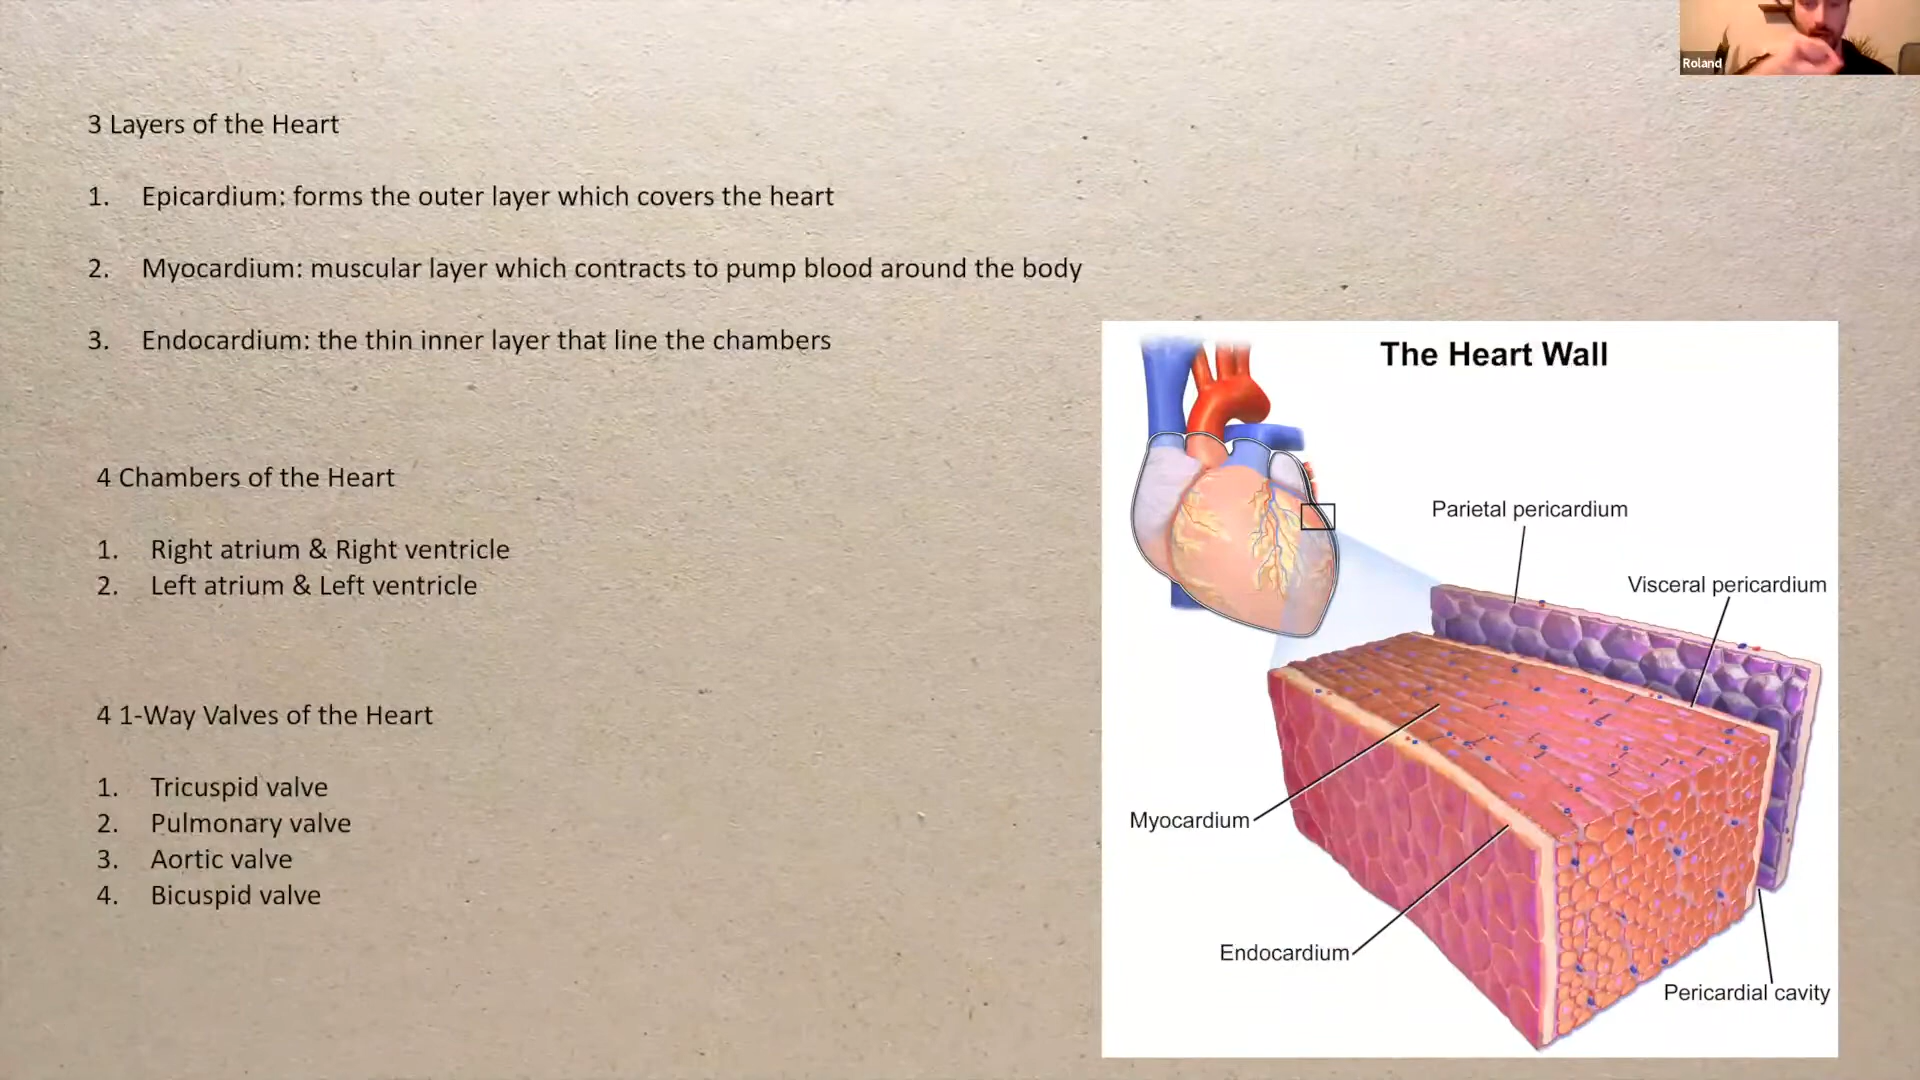 Roland
3 Layers of the Heart
1. Epicardium: forms the outer layer which covers the heart
2. Myocardium: muscular layer which contracts to pump blood around the body
3. Endocardium: the thin inner layer that line the chambers
4 Chambers of the Heart
1. Right atrium & Right ventricle
2. Left atrium & Left ventricle
4 1-Way Valves of the Heart
1. Tricuspid valve
2. Pulmonary valve
3. Aortic valve
4. Bicuspid valve
The Heart Wall
Parietal pericardium
Visceral pericardium
Myocardium
Endocardium
Pericardial cavity